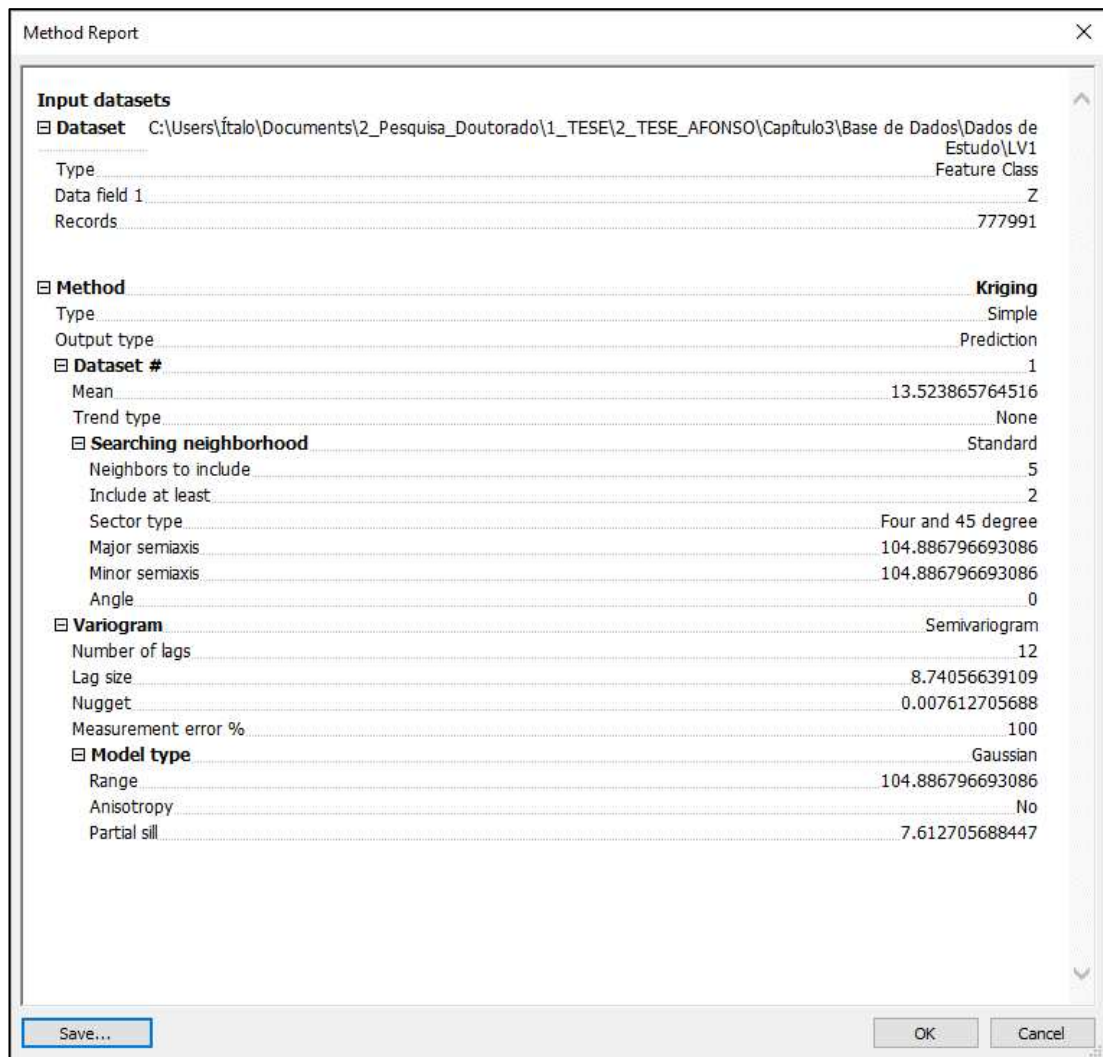 Method Report
Input datasets
Dataset C:\Users\Ítalo\Documents\2_Pesquisa_Doutorado\1_TESE\2_TESE_AFONSO\Capítulo3\Base de Dados\Dados de
Estudo\LV1
Type Feature Class
Data field 1 Z
Records 777991
Method Kriging
Type Simple
Output type Prediction
Dataset # 1
Mean 13.523865764516
Trend type None
Searching neighborhood Standard
Neighbors to include 5
Include at least 2
Sector type Four and 45 degree
Major semiaxis 104.886796693086
Minor semiaxis 104.886796693086
Angle 0
Variogram Semivariogram
Number of lags 12
Lag size 8.74056639109
Nugget 0.007612705688
Measurement error % 100
Model type Gaussian
Range 104.886796693086
Anisotropy No
Partial sill 7.612705688447
Save... OK Cancel